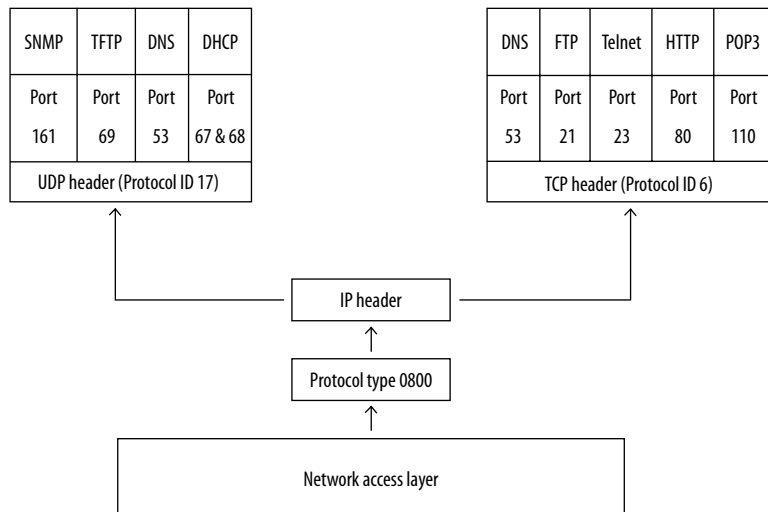 SNMP TFTP DNS DHCP
Port Port Port Port
161 69 53 67 & 68
UDP header (Protocol ID 17)
DNS FTP Telnet HTTP POP3
Port Port Port Port Port
53 21 23 80 110
TCP header (Protocol ID 6)
IP header
Protocol type 0800
Network access layer